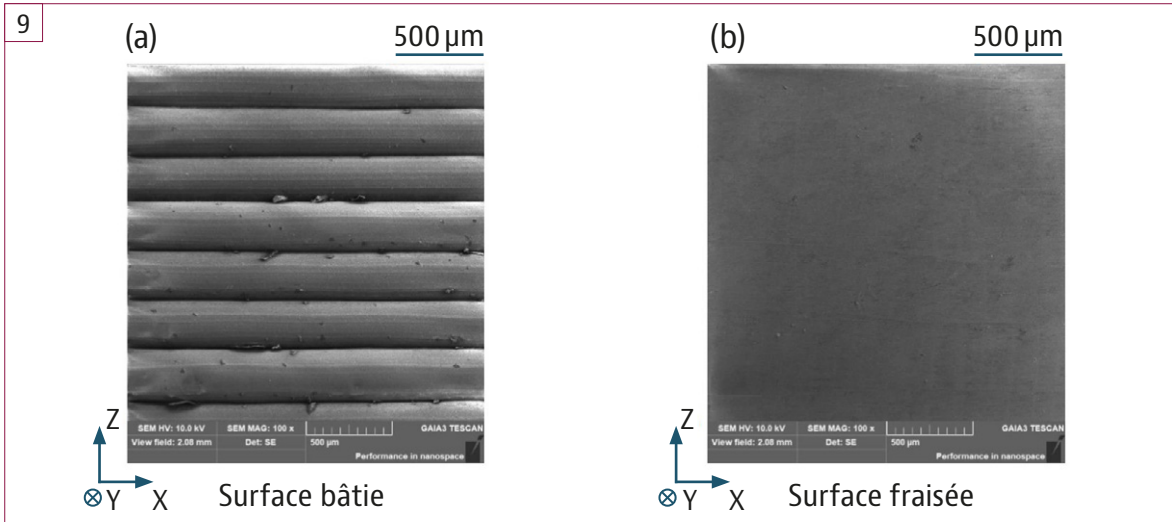 9
(a) 500 µm
(b) 500 µm
SEM HV: 10.0 kV SEM MAG: 100 x GAIA3 TESCAN
View field: 2.08 mm Det: SE 500 µm
Performance in nanospace
SEM HV: 10.0 kV SEM MAG: 100 x GAIA3 TESCAN
View field: 2.08 mm Det: SE 500 µm
Performance in nanospace
Z
Y X
Surface bâtie
Z
Y X
Surface fraisée